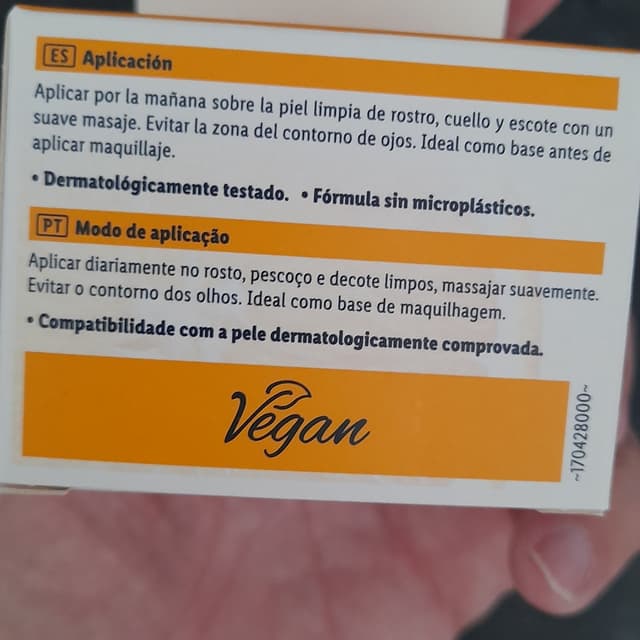 ES Aplicación
Aplicar por la mañana sobre la piel limpia de rostro, cuello y escote con un
suave masaje. Evitar la zona del contorno de ojos. Ideal como base antes de
aplicar maquillaje.
• Dermatológicamente testado. • Fórmula sin microplásticos.
PT Modo de aplicação
Aplicar diariamente no rosto, pescoço e decote limpos, massajar suavemente.
Evitar o contorno dos olhos. Ideal como base de maquilhagem.
• Compatibilidade com a pele dermatologicamente comprovada.
Vegan
~170428000~